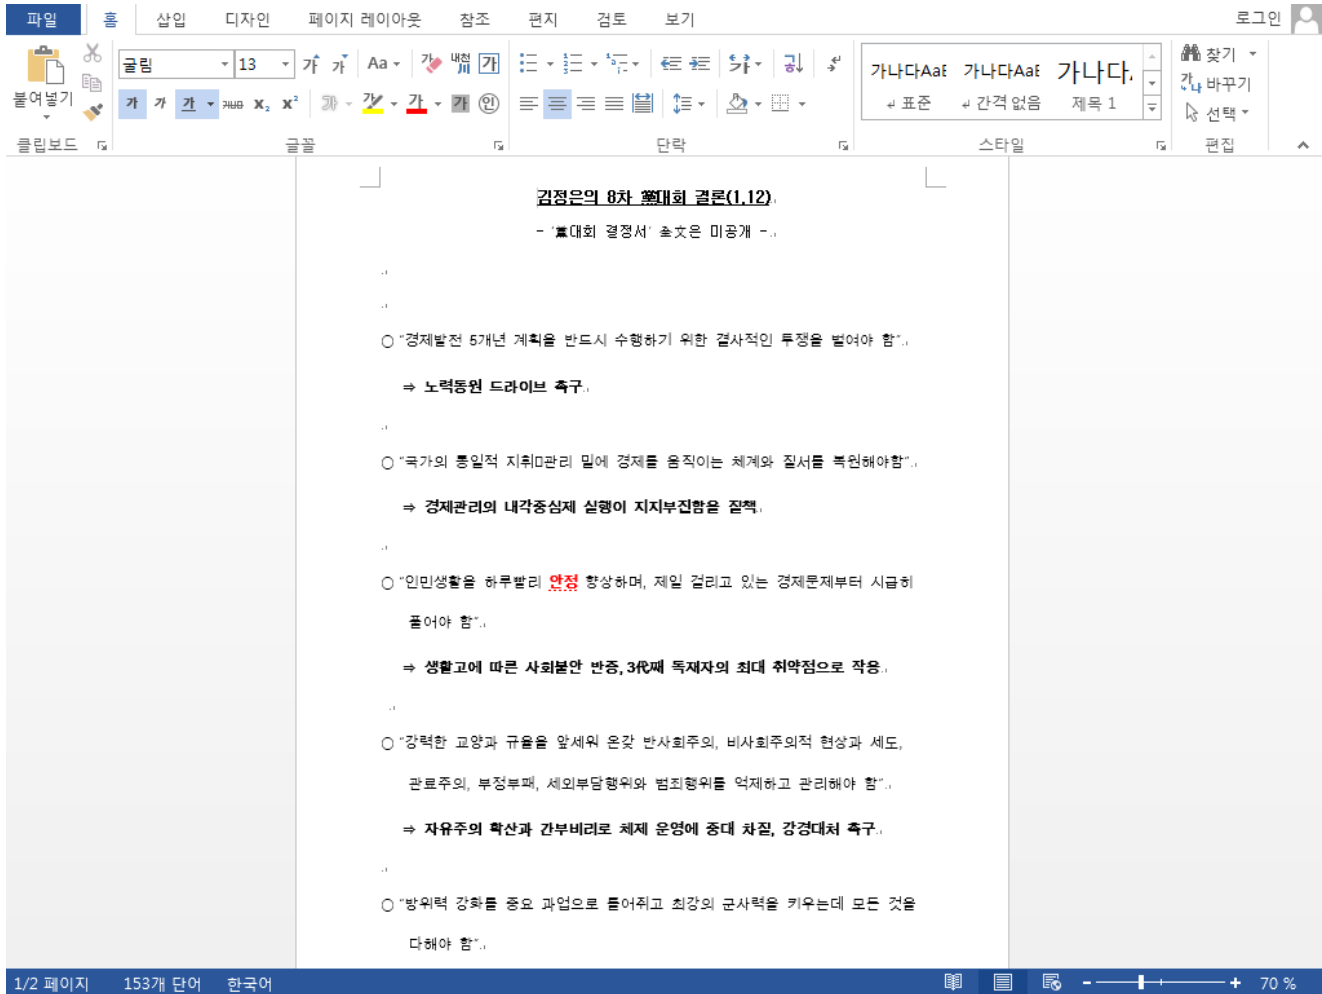 파일 홈 삽입 디자인 페이지 레이아웃 참조 편지 검토 보기 로그인
굴림 13 가 가 Aa 가 내천 川 가 가나다AaE 가나다AaE 가나다. 찾기
붙여넣기 가 가 가 가 가 가 가 표준 간격 없음 제목 1 바꾸기
선택
클립보드 글꼴 단락 스타일 편집
김정은의 8차 黨대회 결론(1.12)
- '黨대회 결정서' 全文은 미공개 -
○ "경제발전 5개년 계획을 반드시 수행하기 위한 결사적인 투쟁을 벌여야 함"
⇒ 노력동원 드라이브 촉구
○ "국가의 통일적 지휘□관리 밑에 경제를 움직이는 체계와 질서를 복원해야함"
⇒ 경제관리의 내각중심제 실행이 지지부진함을 질책
○ "인민생활을 하루빨리 안정 향상하며, 제일 걸리고 있는 경제문제부터 시급히
풀어야 함"
⇒ 생활고에 따른 사회불안 반증, 3代째 독재자의 최대 취약점으로 작용
○ "강력한 교양과 규율을 앞세워 온갖 반사회주의, 비사회주의적 현상과 세도,
관료주의, 부정부패, 세외부담행위와 범죄행위를 억제하고 관리해야 함"
⇒ 자유주의 확산과 간부비리로 체제 운영에 중대 차질, 강경대처 촉구
○ "방위력 강화를 중요 과업으로 틀어쥐고 최강의 군사력을 키우는데 모든 것을
다해야 함"
1/2 페이지 153개 단어 한국어 - + 70 %